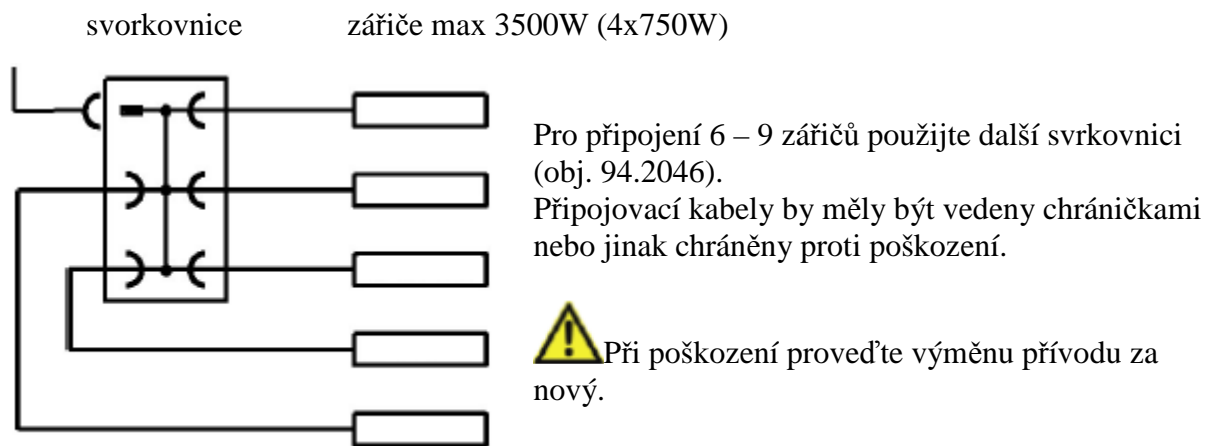 svorkovnice zářiče max 3500W (4x750W)
Pro připojení 6 – 9 zářičů použijte další svrkovnici
(obj. 94.2046).
Připojovací kabely by měly být vedeny chráničkami
nebo jinak chráněny proti poškození.
Při poškození proveďte výměnu přívodu za
nový.